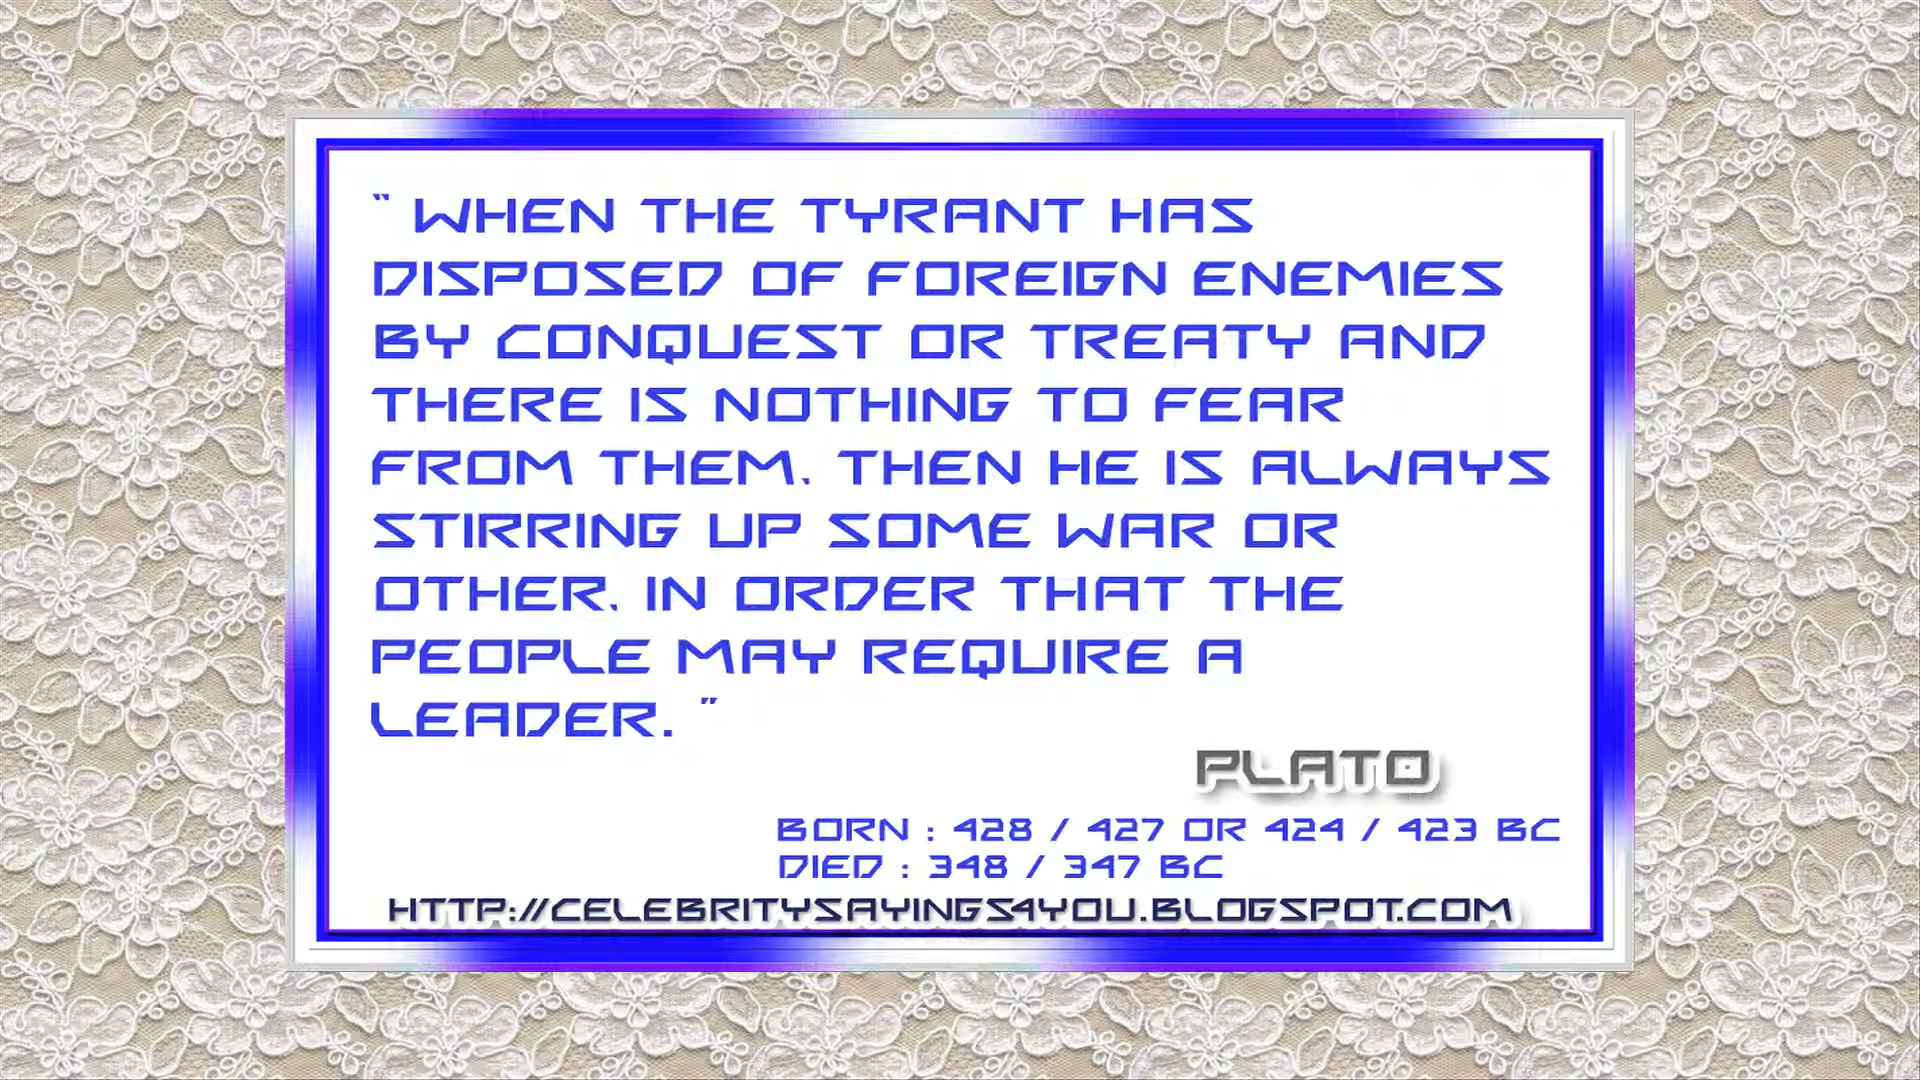 " WHEN THE TYRANT HAS
DISPOSED OF FOREIGN ENEMIES
BY CONQUEST OR TREATY AND
THERE IS NOTHING TO FEAR
FROM THEM, THEN HE IS ALWAYS
STIRRING UP SOME WAR OR
OTHER, IN ORDER THAT THE
PEOPLE MAY REQUIRE A
LEADER. "
PLATO
BORN : 428 / 427 OR 424 / 423 BC
DIED : 348 / 347 BC
HTTP://CELEBRITYSAYINGS4YOU.BLOGSPOT.COM